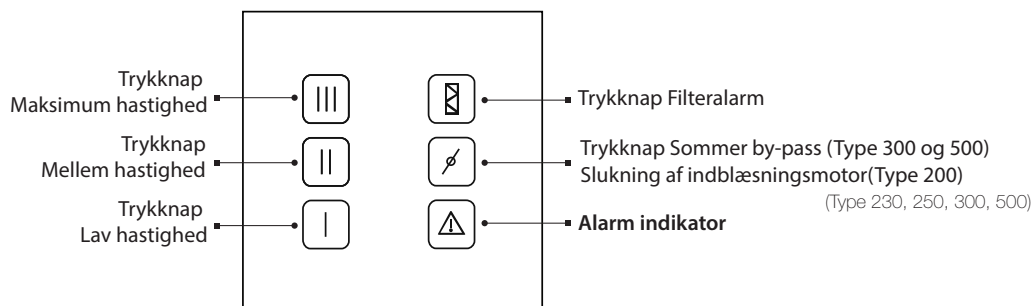 Trykknap
Maksimum hastighed
Trykknap
Mellem hastighed
Trykknap
Lav hastighed
Trykknap Filteralarm
Trykknap Sommer by-pass (Type 300 og 500)
Slukning af indblæsningsmotor(Type 200)
(Type 230, 250, 300, 500)
Alarm indikator